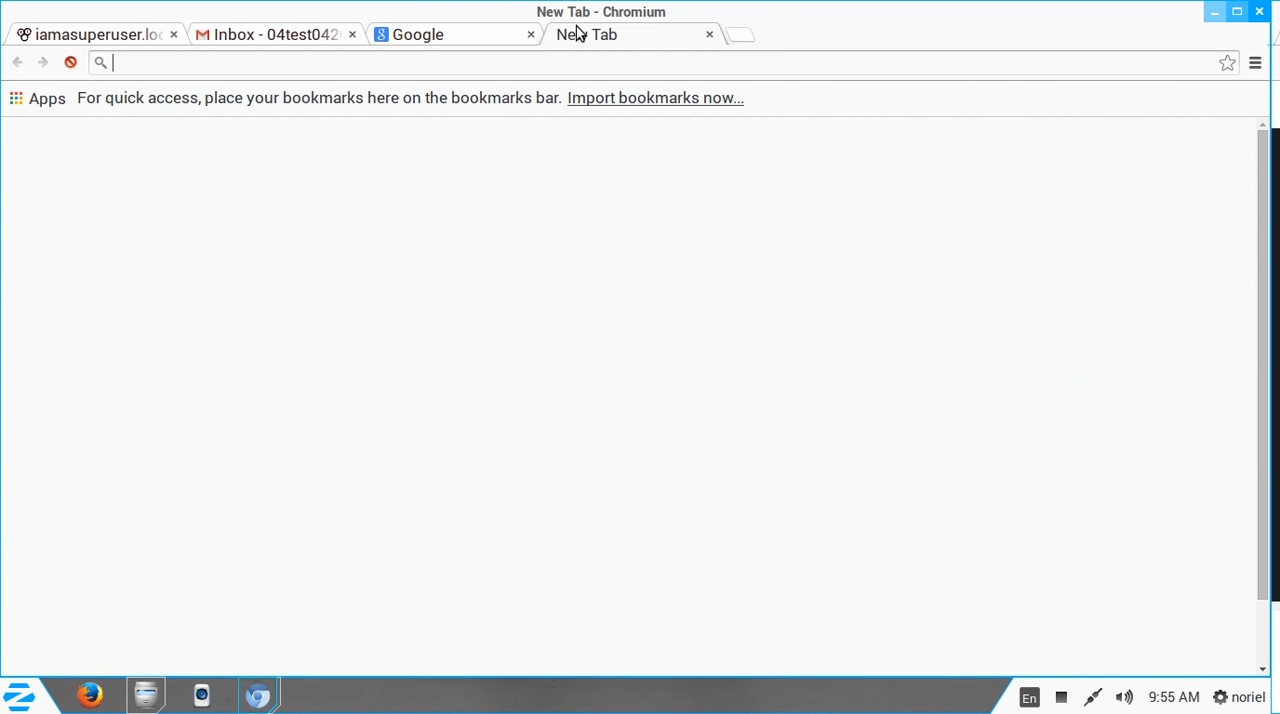 New Tab - Chromium
iamasuperuser.loc
Inbox - 04test042
Google
New Tab
Apps
For quick access, place your bookmarks here on the bookmarks bar. Import bookmarks now...
En
9:55 AM
noriel